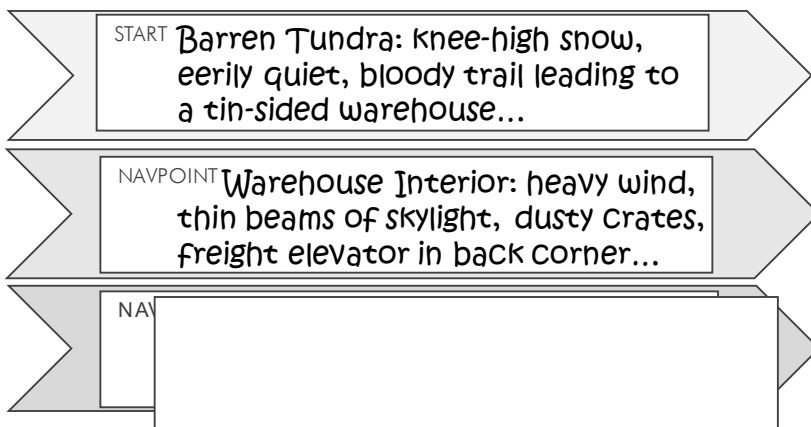 START Barren Tundra: knee-high snow,
eerily quiet, bloody trail leading to
a tin-sided warehouse...
NAVPOINT Warehouse Interior: heavy wind,
thin beams of skylight, dusty crates,
freight elevator in back corner...